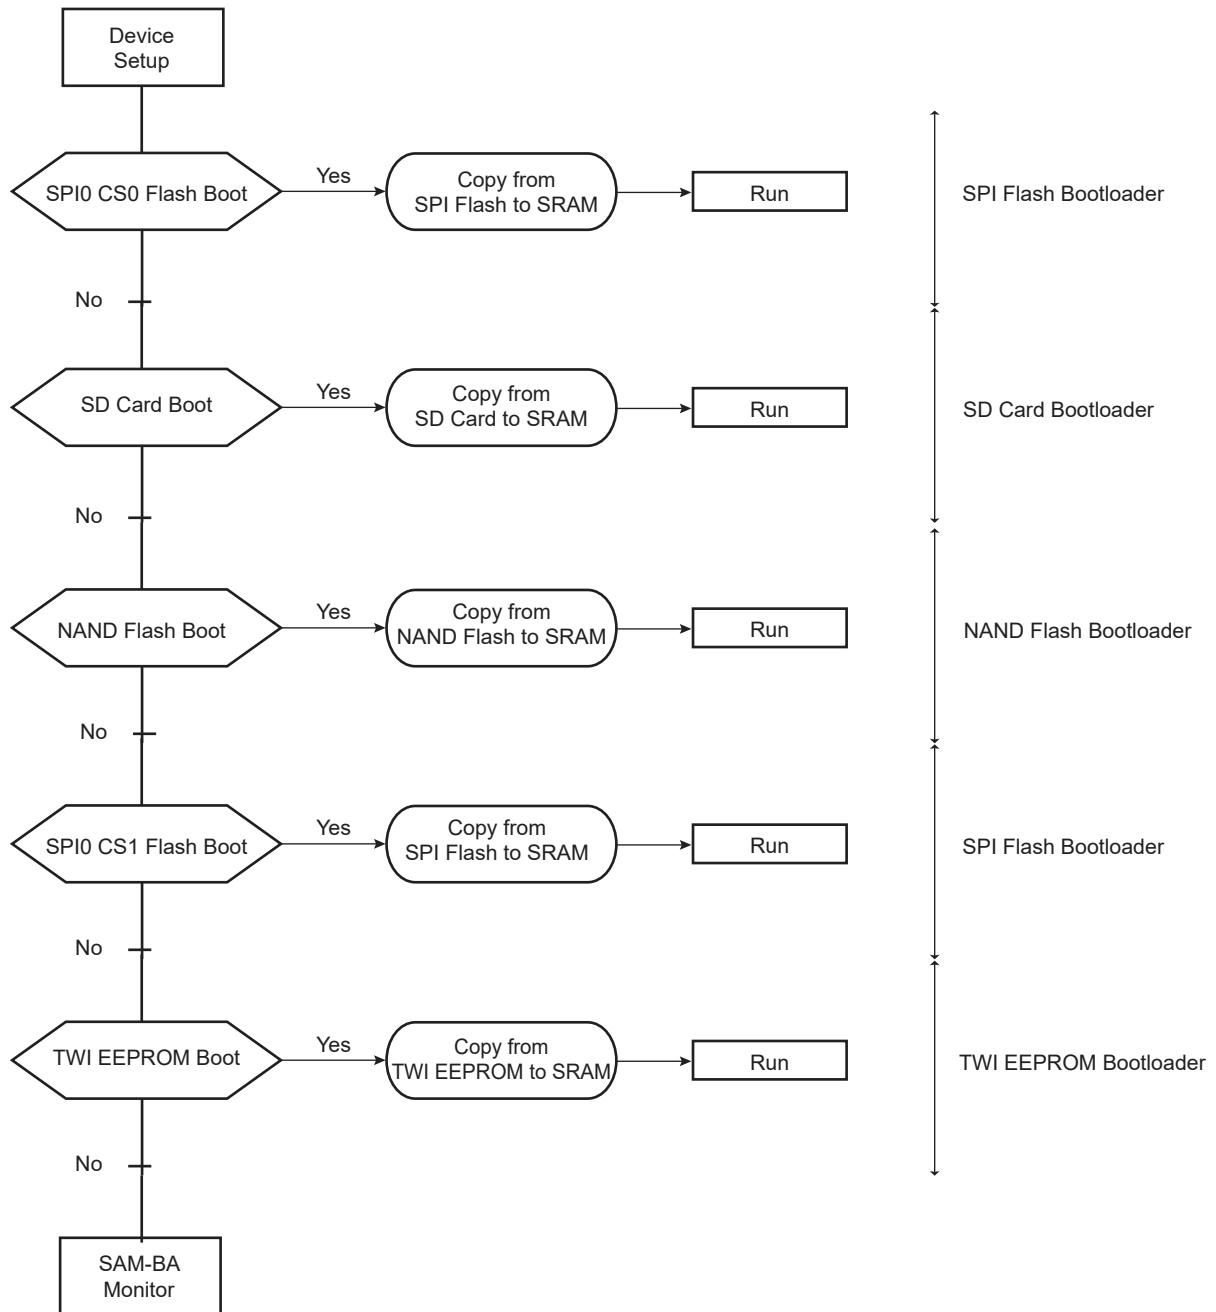 Device
Setup
SPI0 CS0 Flash Boot
Yes
Copy from
SPI Flash to SRAM
Run
SPI Flash Bootloader
No
SD Card Boot
Yes
Copy from
SD Card to SRAM
Run
SD Card Bootloader
No
NAND Flash Boot
Yes
Copy from
NAND Flash to SRAM
Run
NAND Flash Bootloader
No
SPI0 CS1 Flash Boot
Yes
Copy from
SPI Flash to SRAM
Run
SPI Flash Bootloader
No
TWI EEPROM Boot
Yes
Copy from
TWI EEPROM to SRAM
Run
TWI EEPROM Bootloader
No
SAM-BA
Monitor